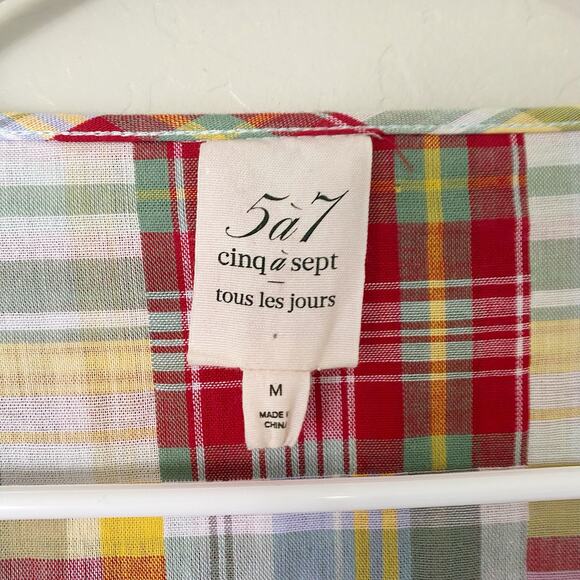 5à7
cinq à sept
tous les jours
M
MADE IN
CHINA